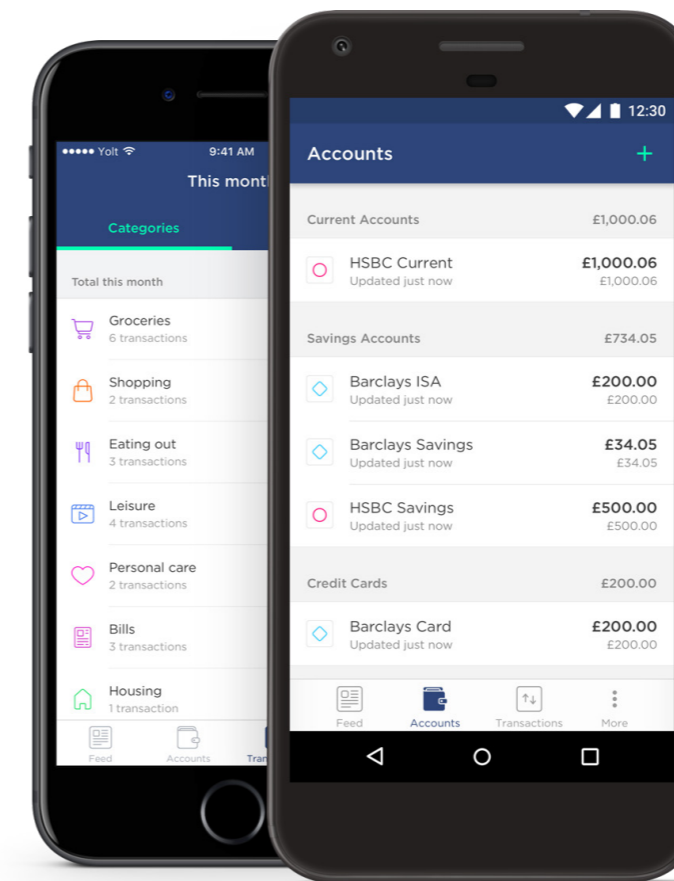 Yolt
9:41 AM
This mont
Categories
Total this month
Groceries
6 transactions
Shopping
2 transactions
Eating out
3 transactions
Leisure
4 transactions
Personal care
2 transactions
Bills
3 transactions
Housing
1 transaction
Feed
Accounts
Tran
12:30
Accounts
+
Current Accounts
£1,000.06
HSBC Current
£1,000.06
Updated just now
£1,000.06
Savings Accounts
£734.05
Barclays ISA
£200.00
Updated just now
£200.00
Barclays Savings
£34.05
Updated just now
£34.05
HSBC Savings
£500.00
Updated just now
£500.00
Credit Cards
£200.00
Barclays Card
£200.00
Updated just now
£200.00
Feed
Accounts
Transactions
More